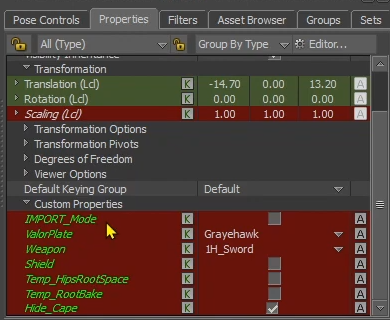 Pose Controls Properties Filters Asset Browser Groups Sets
All (Type) Group By Type Editor...
Visibility Inheritance
Transformation
Translation (Lcl) K -14.70 0.00 13.20 A
Rotation (Lcl) K 0.00 0.00 0.00 A
Scaling (Lcl) K 1.00 1.00 1.00 A
Transformation Options
Transformation Pivots
Degrees of Freedom
Viewer Options
Default Keying Group Default
Custom Properties
IMPORT_Mode K A
ValorPlate K Grayehawk A
Weapon K 1H_Sword A
Shield K A
Temp_HipsRootSpace K A
Temp_RootBake K A
Hide_Cape K A